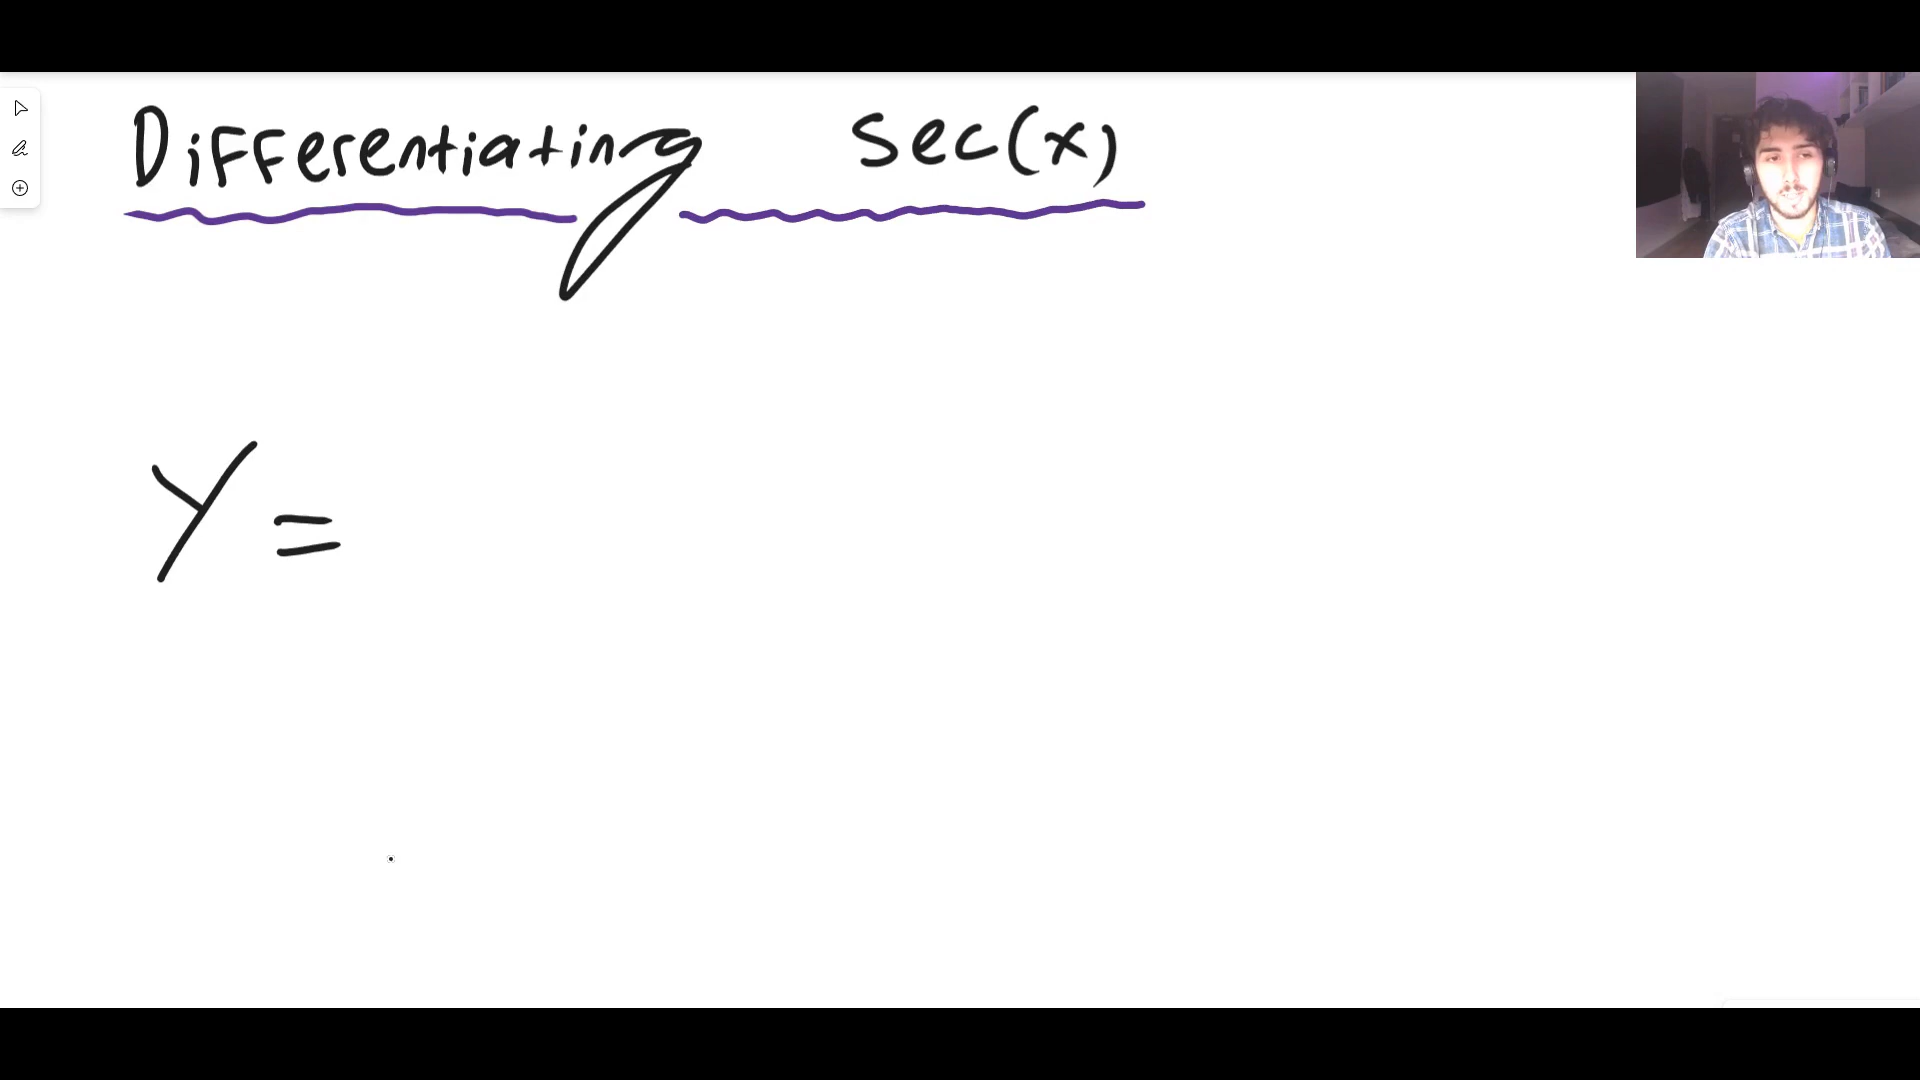 Differentiating sec(x)
Y =